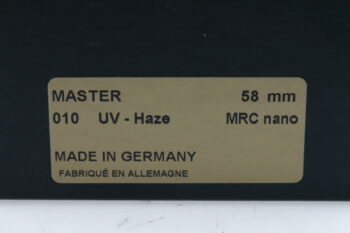 MASTER 58 mm
010 UV - Haze MRC nano
MADE IN GERMANY
FABRIQUÉ EN ALLEMAGNE